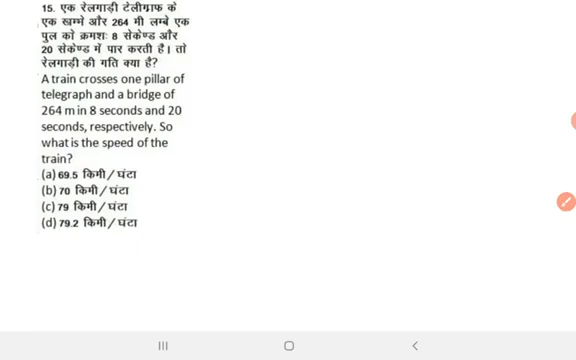 15. एक रेलगाड़ी टेलीग्राफ के
एक खम्भे और 264 मी लम्बे एक
पुल को क्रमशः 8 सेकेण्ड और
20 सेकेण्ड में पार करती है। तो
रेलगाड़ी की गति क्या है?
A train crosses one pillar of
telegraph and a bridge of
264 m in 8 seconds and 20
seconds, respectively. So
what is the speed of the
train?
(a) 69.5 किमी/घंटा
(b) 70 किमी/घंटा
(c) 79 किमी/घंटा
(d) 79.2 किमी/घंटा